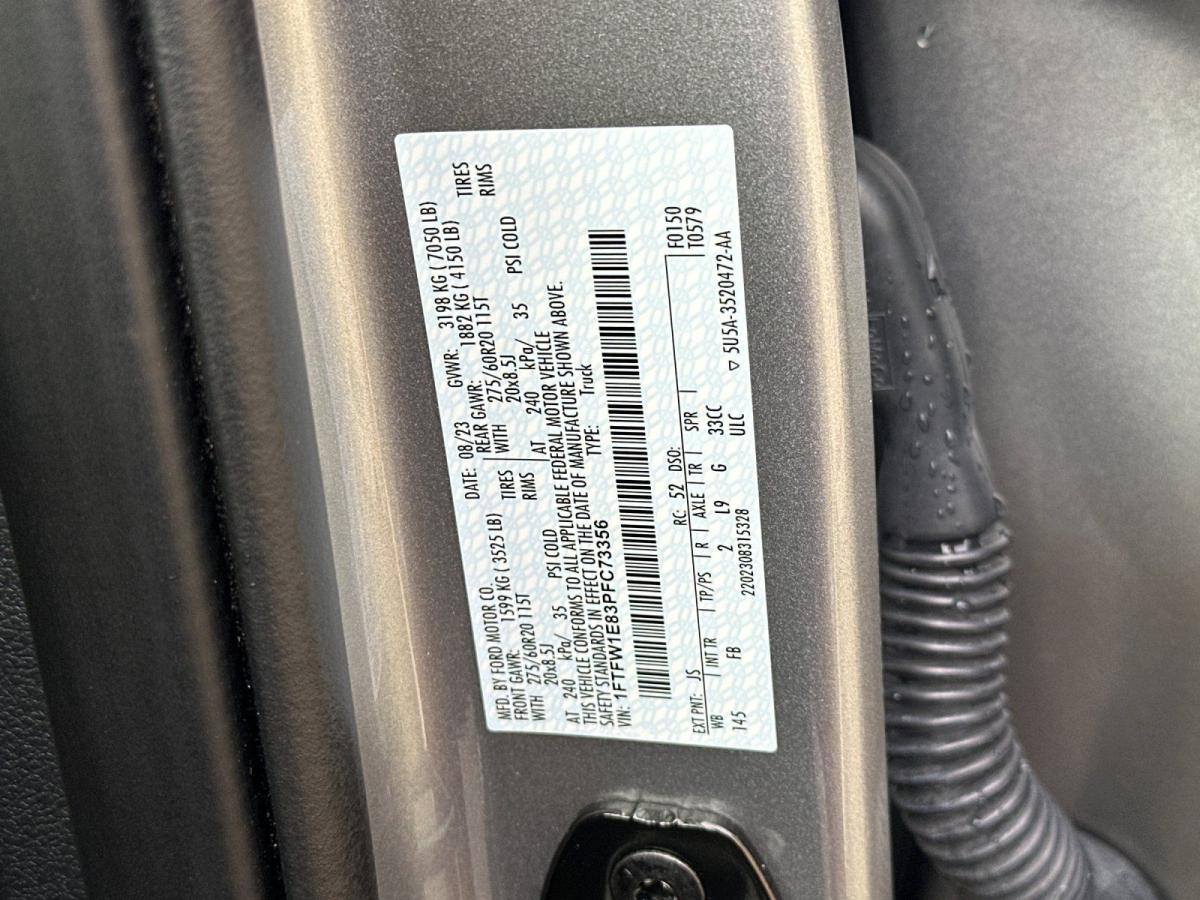 MFD. BY FORD MOTOR CO.
DATE: 08/23 GVWR: 3198 KG ( 7050 LB)
FRONT GAWR: 1599 KG ( 3525 LB) REAR GAWR: 1882 KG ( 4150 LB)
WITH 275/60R20 115T TIRES WITH 275/60R20 115T TIRES
20x8.5J RIMS 20x8.5J RIMS
AT 240 kPa/ 35 PSI COLD AT 240 kPa/ 35 PSI COLD
THIS VEHICLE CONFORMS TO ALL APPLICABLE FEDERAL MOTOR VEHICLE
SAFETY STANDARDS IN EFFECT ON THE DATE OF MANUFACTURE SHOWN ABOVE.
VIN: 1FTFW1E83PFC73356 TYPE: Truck
F0150
EXT PNT: JS RC: 52 DSO: T0579
WB INT TR TP/PS R AXLE TR SPR
145 FB 2 L9 G 33CC
2202308315328 ULC ▽ 5U5A-3520472-AA